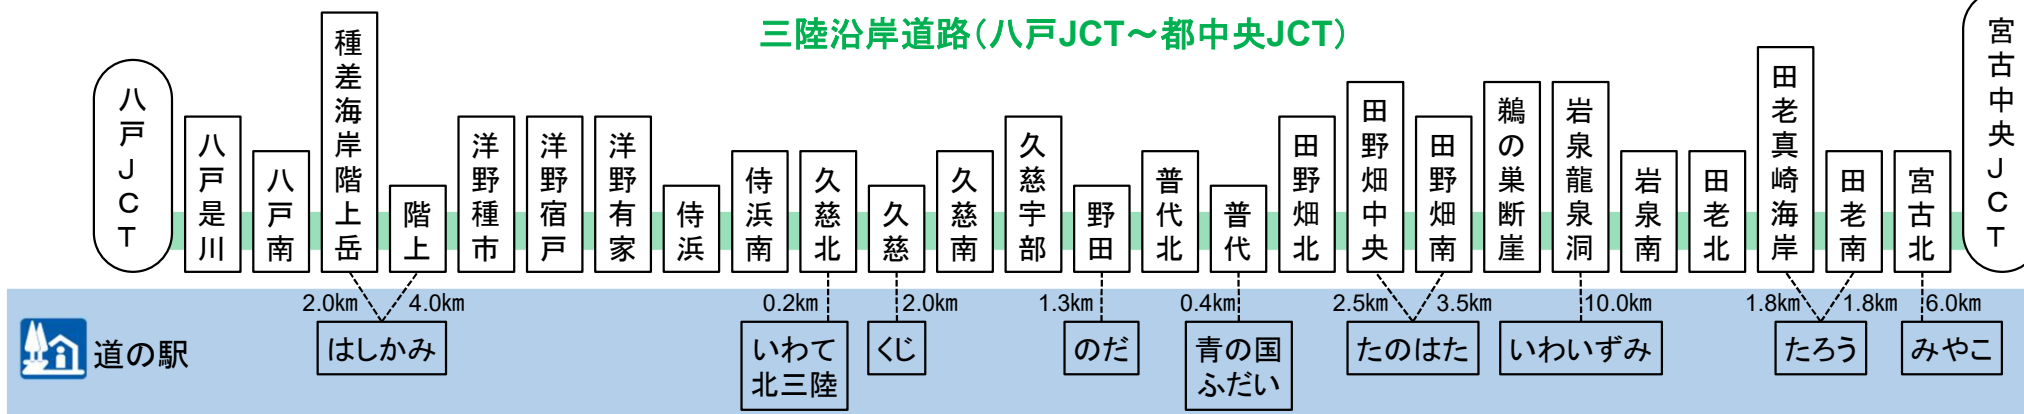 三陸沿岸道路(八戸JCT～都中央JCT)
八戸JCT
八戸是川
八戸南
種差海岸階上岳
階上
洋野種市
洋野宿戸
洋野有家
侍浜
侍浜南
久慈北
久慈
久慈南
久慈宇部
野田
普代北
普代
田野畑北
田野畑中央
田野畑南
鵜の巣断崖
岩泉龍泉洞
岩泉南
田老北
田老真崎海岸
田老南
宮古北
宮古中央JCT
2.0km
4.0km
0.2km
2.0km
1.3km
0.4km
2.5km
3.5km
10.0km
1.8km
1.8km
6.0km
道の駅
はしかみ
いわて
北三陸
くじ
のだ
青の国
ふだい
たのはた
いわいずみ
たろう
みやこ